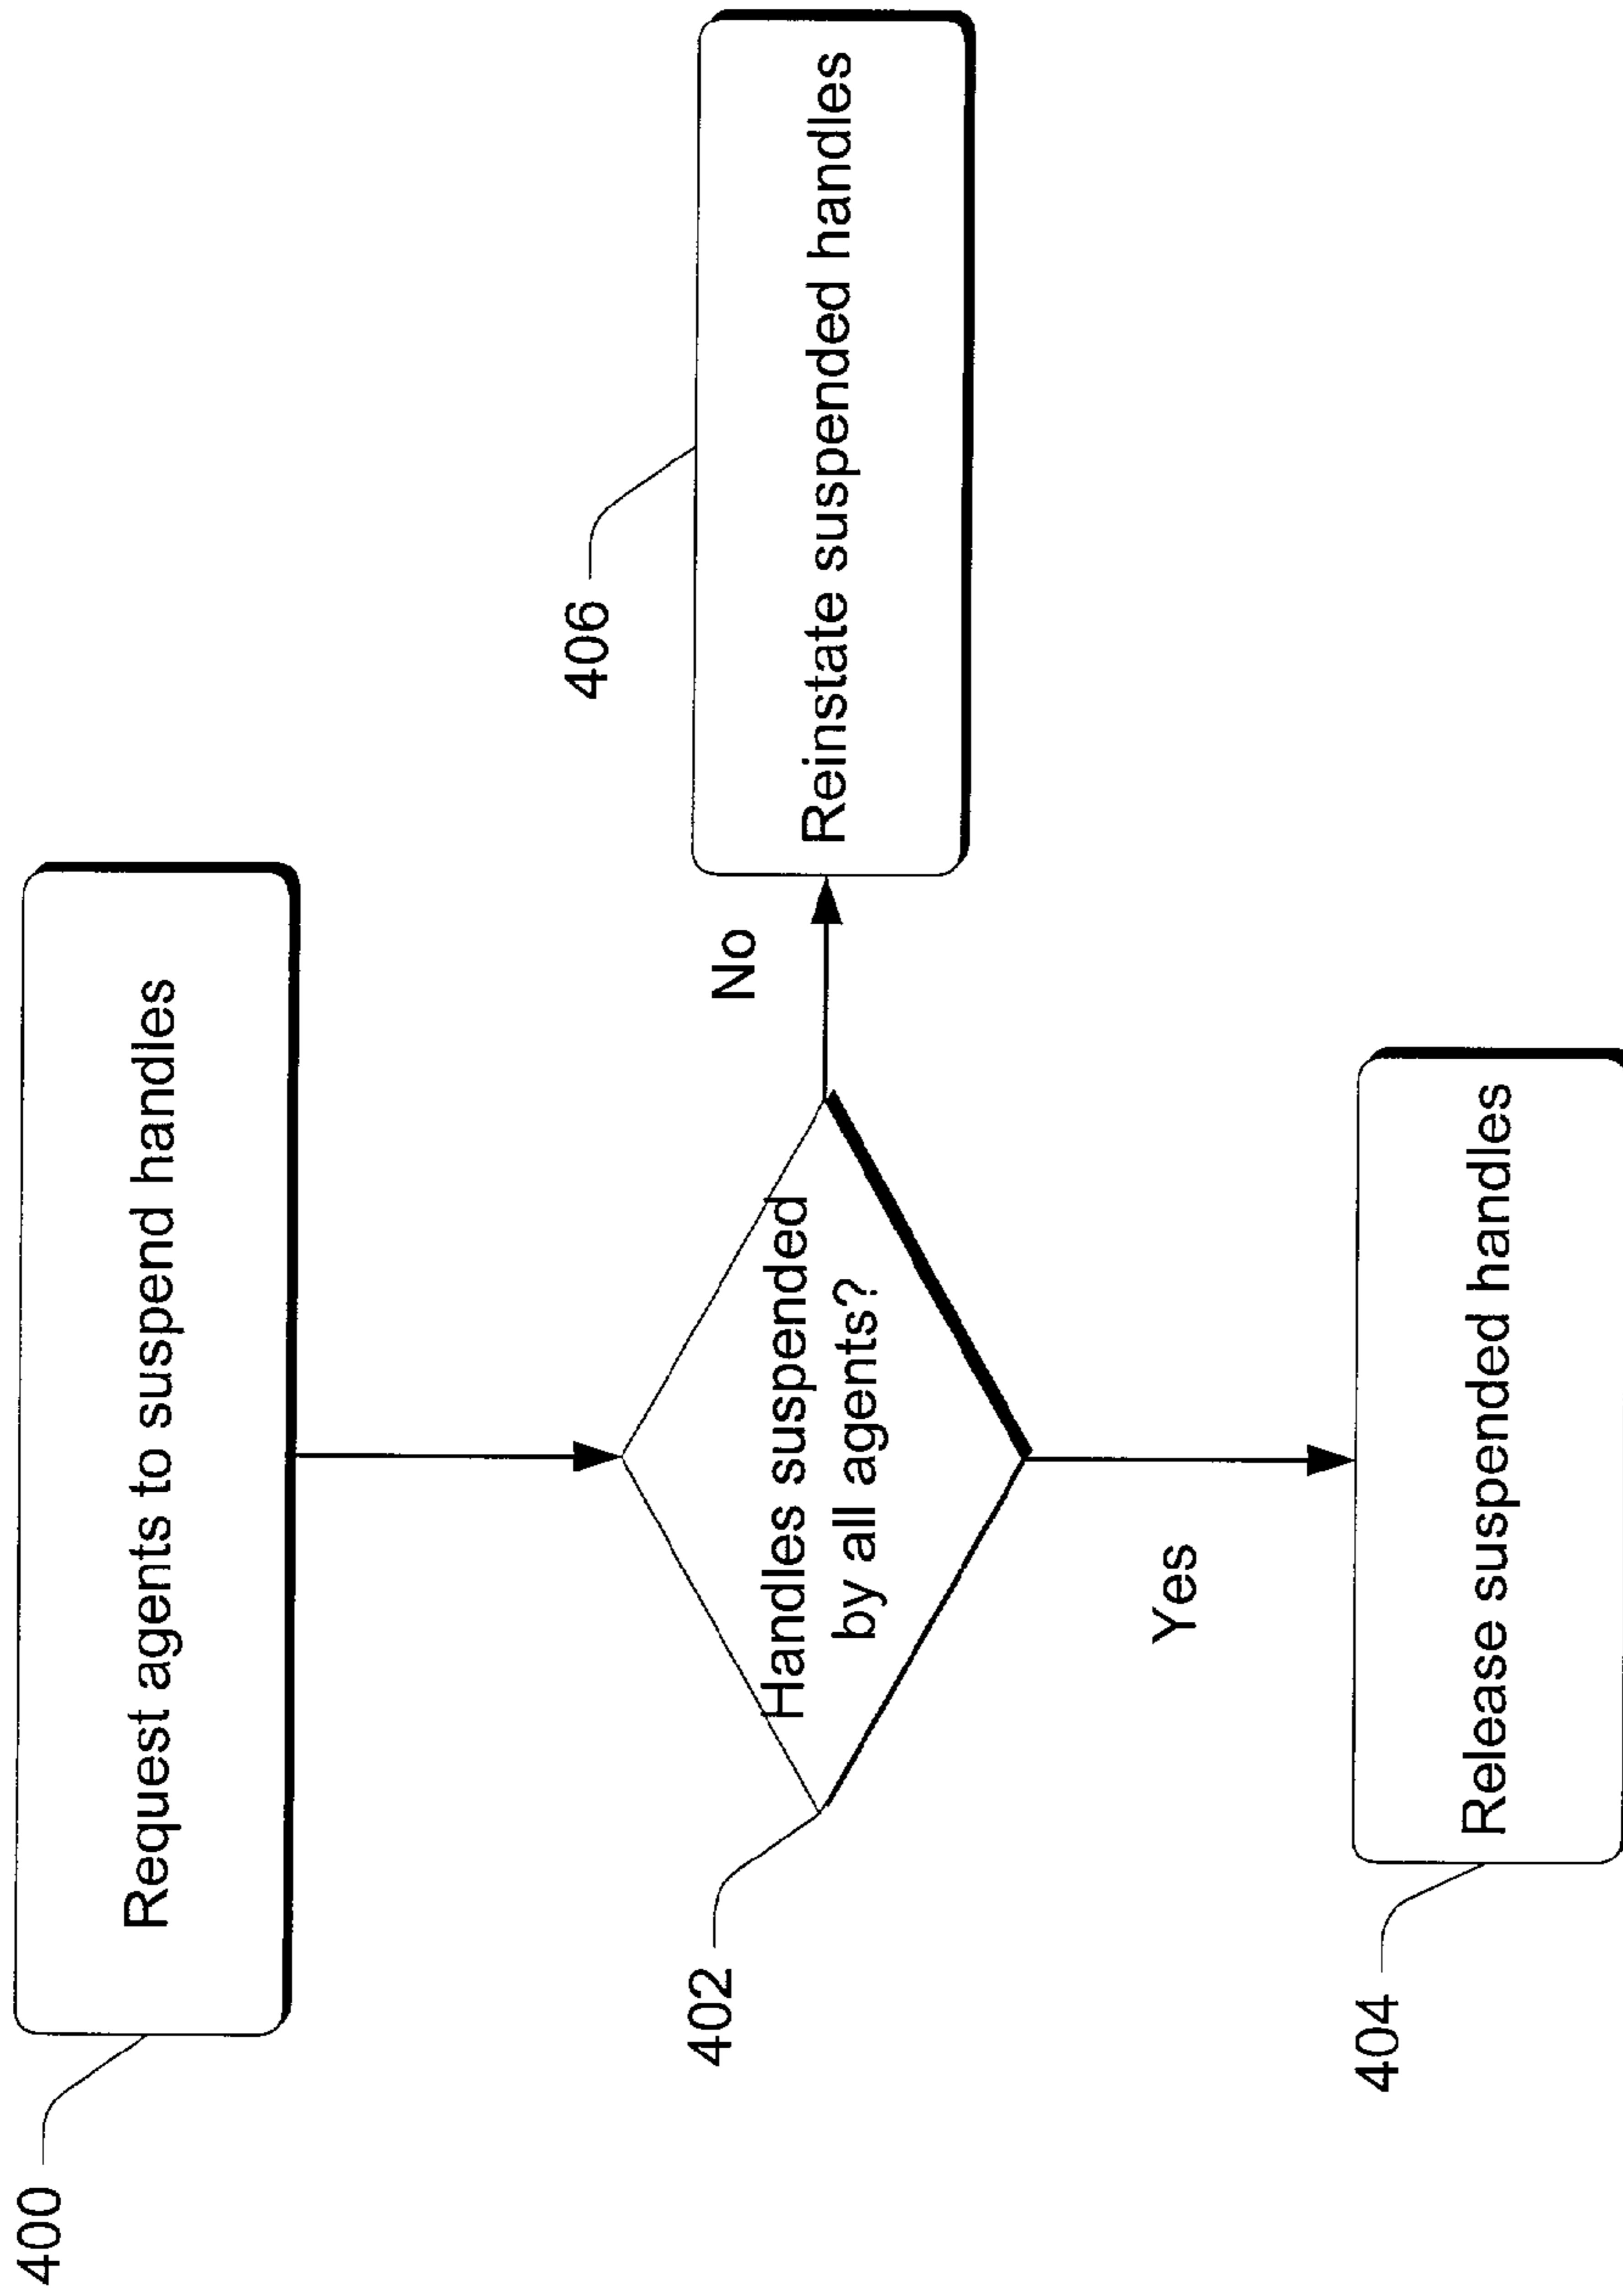 400
Request agents to suspend handles
402
Handles suspended
by all agents?
No
406
Reinstate suspended handles
Yes
404
Release suspended handles